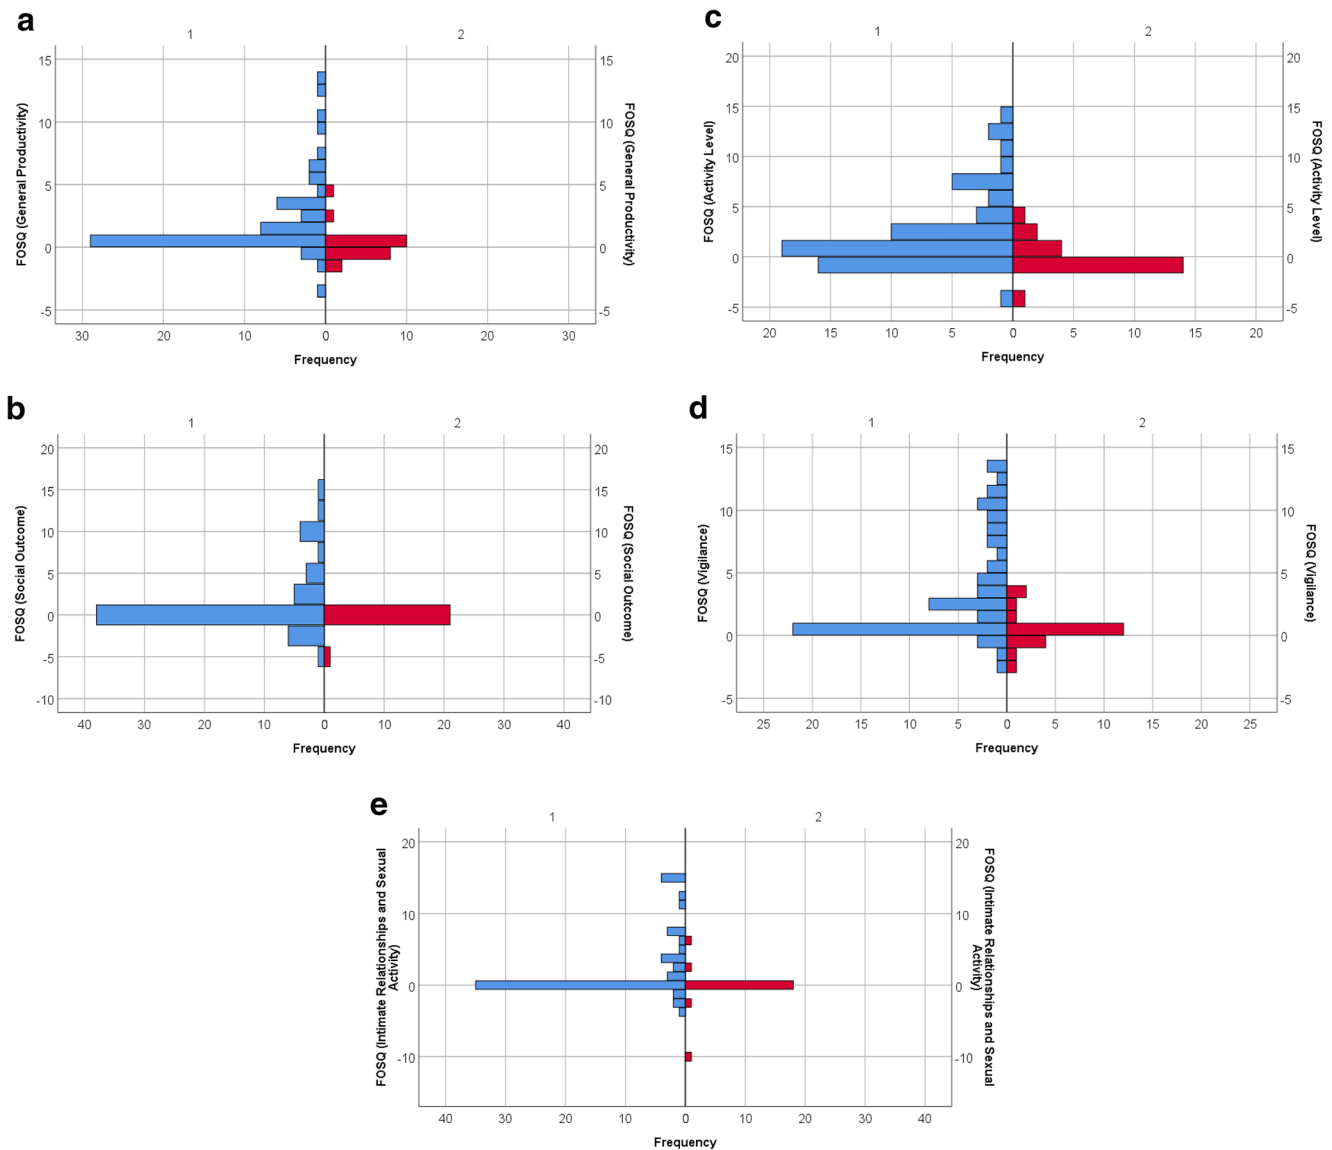 a
1 2
15 15
10 10
5 5
0 0
-5 -5
30 20 10 0 10 20 30
FOSQ (General Productivity)
FOSQ (General Productivity)
Frequency
c
1 2
20 20
15 15
10 10
5 5
0 0
-5 -5
20 15 10 5 0 5 10 15 20
FOSQ (Activity Level)
FOSQ (Activity Level)
Frequency
b
1 2
20 20
15 15
10 10
5 5
0 0
-5 -5
-10 -10
40 30 20 10 0 10 20 30 40
FOSQ (Social Outcome)
FOSQ (Social Outcome)
Frequency
d
1 2
15 15
10 10
5 5
0 0
-5 -5
25 20 15 10 5 0 5 10 15 20 25
FOSQ (Vigilance)
FOSQ (Vigilance)
Frequency
e
1 2
20 20
10 10
0 0
-10 -10
40 30 20 10 0 10 20 30 40
FOSQ (Intimate Relationships and Sexual
Activity)
FOSQ (Intimate Relationships and Sexual
Activity)
Frequency